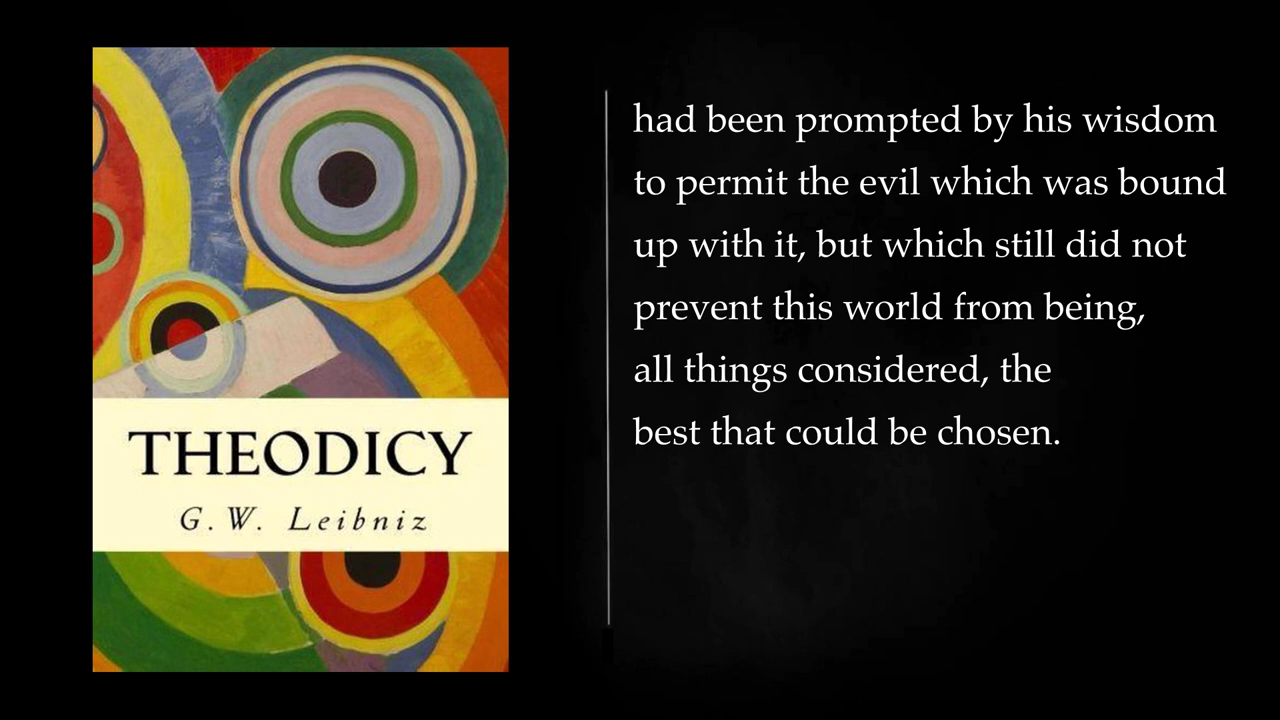 THEODICY
G. W. Leibniz
had been prompted by his wisdom
to permit the evil which was bound
up with it, but which still did not
prevent this world from being,
all things considered, the
best that could be chosen.